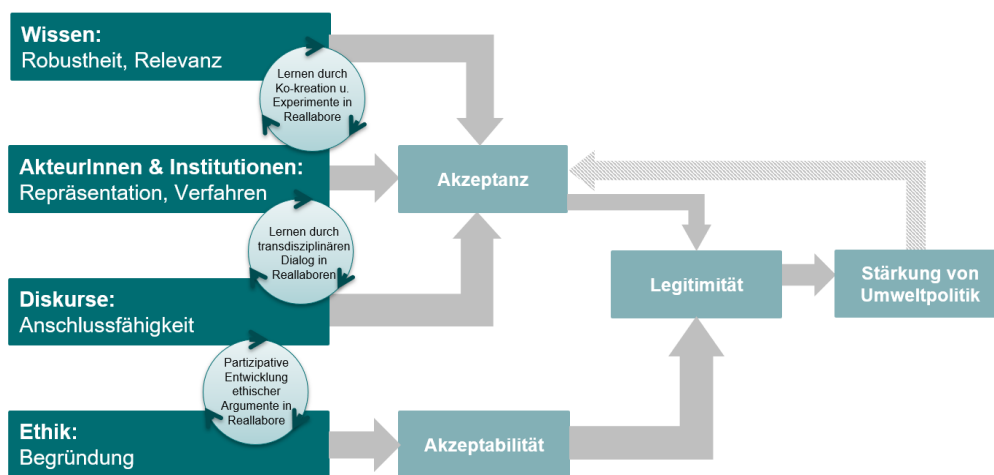 Wissen:
Robustheit, Relevanz
Lernen durch
Ko-kreation u.
Experimente in
Reallabore
AkteurInnen & Institutionen:
Repräsentation, Verfahren
Akzeptanz
Lernen durch
transdisziplinären
Dialog in
Reallaboren
Diskurse:
Anschlussfähigkeit
Legitimität
Stärkung von
Umweltpolitik
Partizipative
Entwicklung
ethischer
Argumente in
Reallabore
Ethik:
Begründung
Akzeptabilität